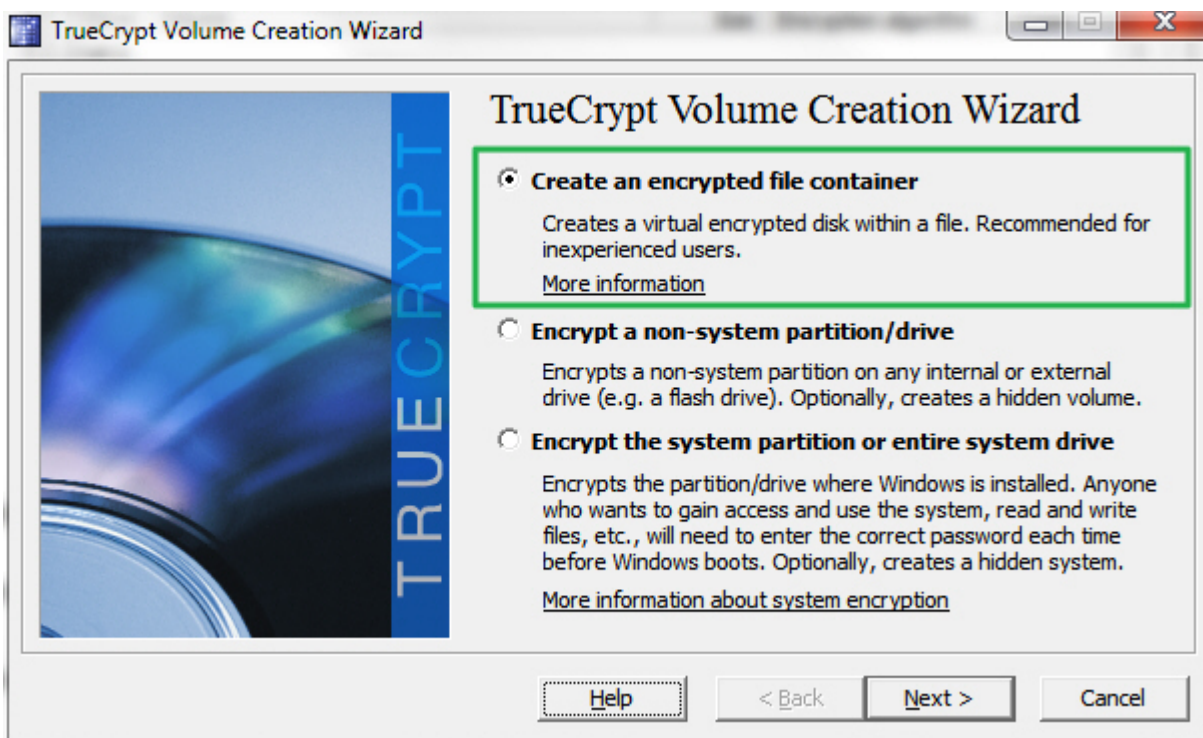 TrueCrypt Volume Creation Wizard
TrueCrypt Volume Creation Wizard
TRUECRYPT
Create an encrypted file container
Creates a virtual encrypted disk within a file. Recommended for
inexperienced users.
More information
Encrypt a non-system partition/drive
Encrypts a non-system partition on any internal or external
drive (e.g. a flash drive). Optionally, creates a hidden volume.
Encrypt the system partition or entire system drive
Encrypts the partition/drive where Windows is installed. Anyone
who wants to gain access and use the system, read and write
files, etc., will need to enter the correct password each time
before Windows boots. Optionally, creates a hidden system.
More information about system encryption
Help
< Back
Next >
Cancel